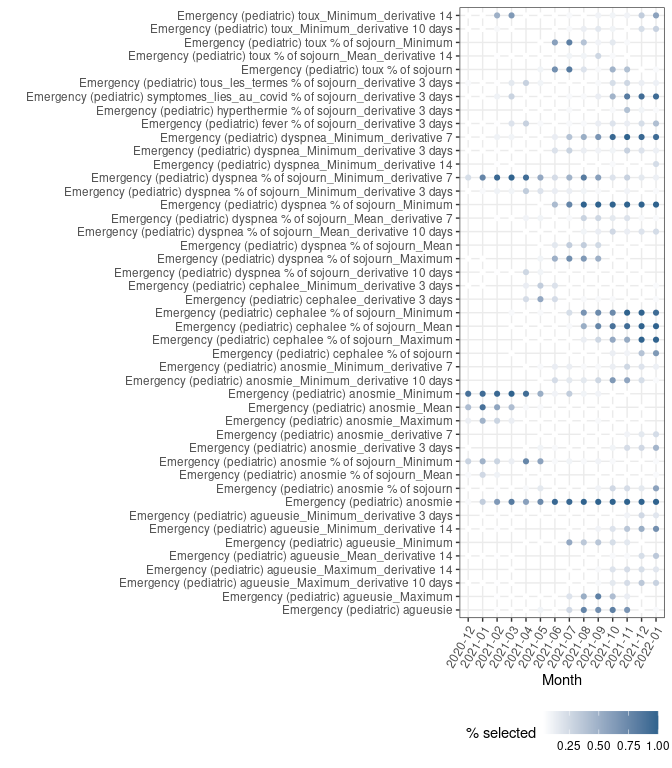 Emergency (pediatric) toux_Minimum_derivative 14
Emergency (pediatric) toux_Minimum_derivative 10 days
Emergency (pediatric) toux % of sojourn_Minimum
Emergency (pediatric) toux % of sojourn_Mean_derivative 14
Emergency (pediatric) toux % of sojourn
Emergency (pediatric) tous_les_termes % of sojourn_derivative 3 days
Emergency (pediatric) symptomes_lies_au_covid % of sojourn_derivative 3 days
Emergency (pediatric) hyperthermie % of sojourn_derivative 3 days
Emergency (pediatric) fever % of sojourn_derivative 3 days
Emergency (pediatric) dyspnea_Minimum_derivative 7
Emergency (pediatric) dyspnea_Minimum_derivative 3 days
Emergency (pediatric) dyspnea_Minimum_derivative 14
Emergency (pediatric) dyspnea % of sojourn_Minimum_derivative 7
Emergency (pediatric) dyspnea % of sojourn_Minimum_derivative 3 days
Emergency (pediatric) dyspnea % of sojourn_Minimum
Emergency (pediatric) dyspnea % of sojourn_Mean_derivative 7
Emergency (pediatric) dyspnea % of sojourn_Mean_derivative 10 days
Emergency (pediatric) dyspnea % of sojourn_Mean
Emergency (pediatric) dyspnea % of sojourn_Maximum
Emergency (pediatric) dyspnea % of sojourn_derivative 10 days
Emergency (pediatric) cephalee_Minimum_derivative 3 days
Emergency (pediatric) cephalee_derivative 3 days
Emergency (pediatric) cephalee % of sojourn_Minimum
Emergency (pediatric) cephalee % of sojourn_Mean
Emergency (pediatric) cephalee % of sojourn_Maximum
Emergency (pediatric) cephalee % of sojourn
Emergency (pediatric) anosmie_Minimum_derivative 7
Emergency (pediatric) anosmie_Minimum_derivative 10 days
Emergency (pediatric) anosmie_Minimum
Emergency (pediatric) anosmie_Mean
Emergency (pediatric) anosmie_Maximum
Emergency (pediatric) anosmie_derivative 7
Emergency (pediatric) anosmie_derivative 3 days
Emergency (pediatric) anosmie % of sojourn_Minimum
Emergency (pediatric) anosmie % of sojourn_Mean
Emergency (pediatric) anosmie % of sojourn
Emergency (pediatric) anosmie
Emergency (pediatric) agueusie_Minimum_derivative 3 days
Emergency (pediatric) agueusie_Minimum_derivative 14
Emergency (pediatric) agueusie_Minimum
Emergency (pediatric) agueusie_Mean_derivative 14
Emergency (pediatric) agueusie_Maximum_derivative 14
Emergency (pediatric) agueusie_Maximum_derivative 10 days
Emergency (pediatric) agueusie_Maximum
Emergency (pediatric) agueusie
2020-12 2021-01 2021-02 2021-03 2021-04 2021-05 2021-06 2021-07 2021-08 2021-09 2021-10 2021-11 2021-12 2022-01
Month
% selected
0.25 0.50 0.75 1.00